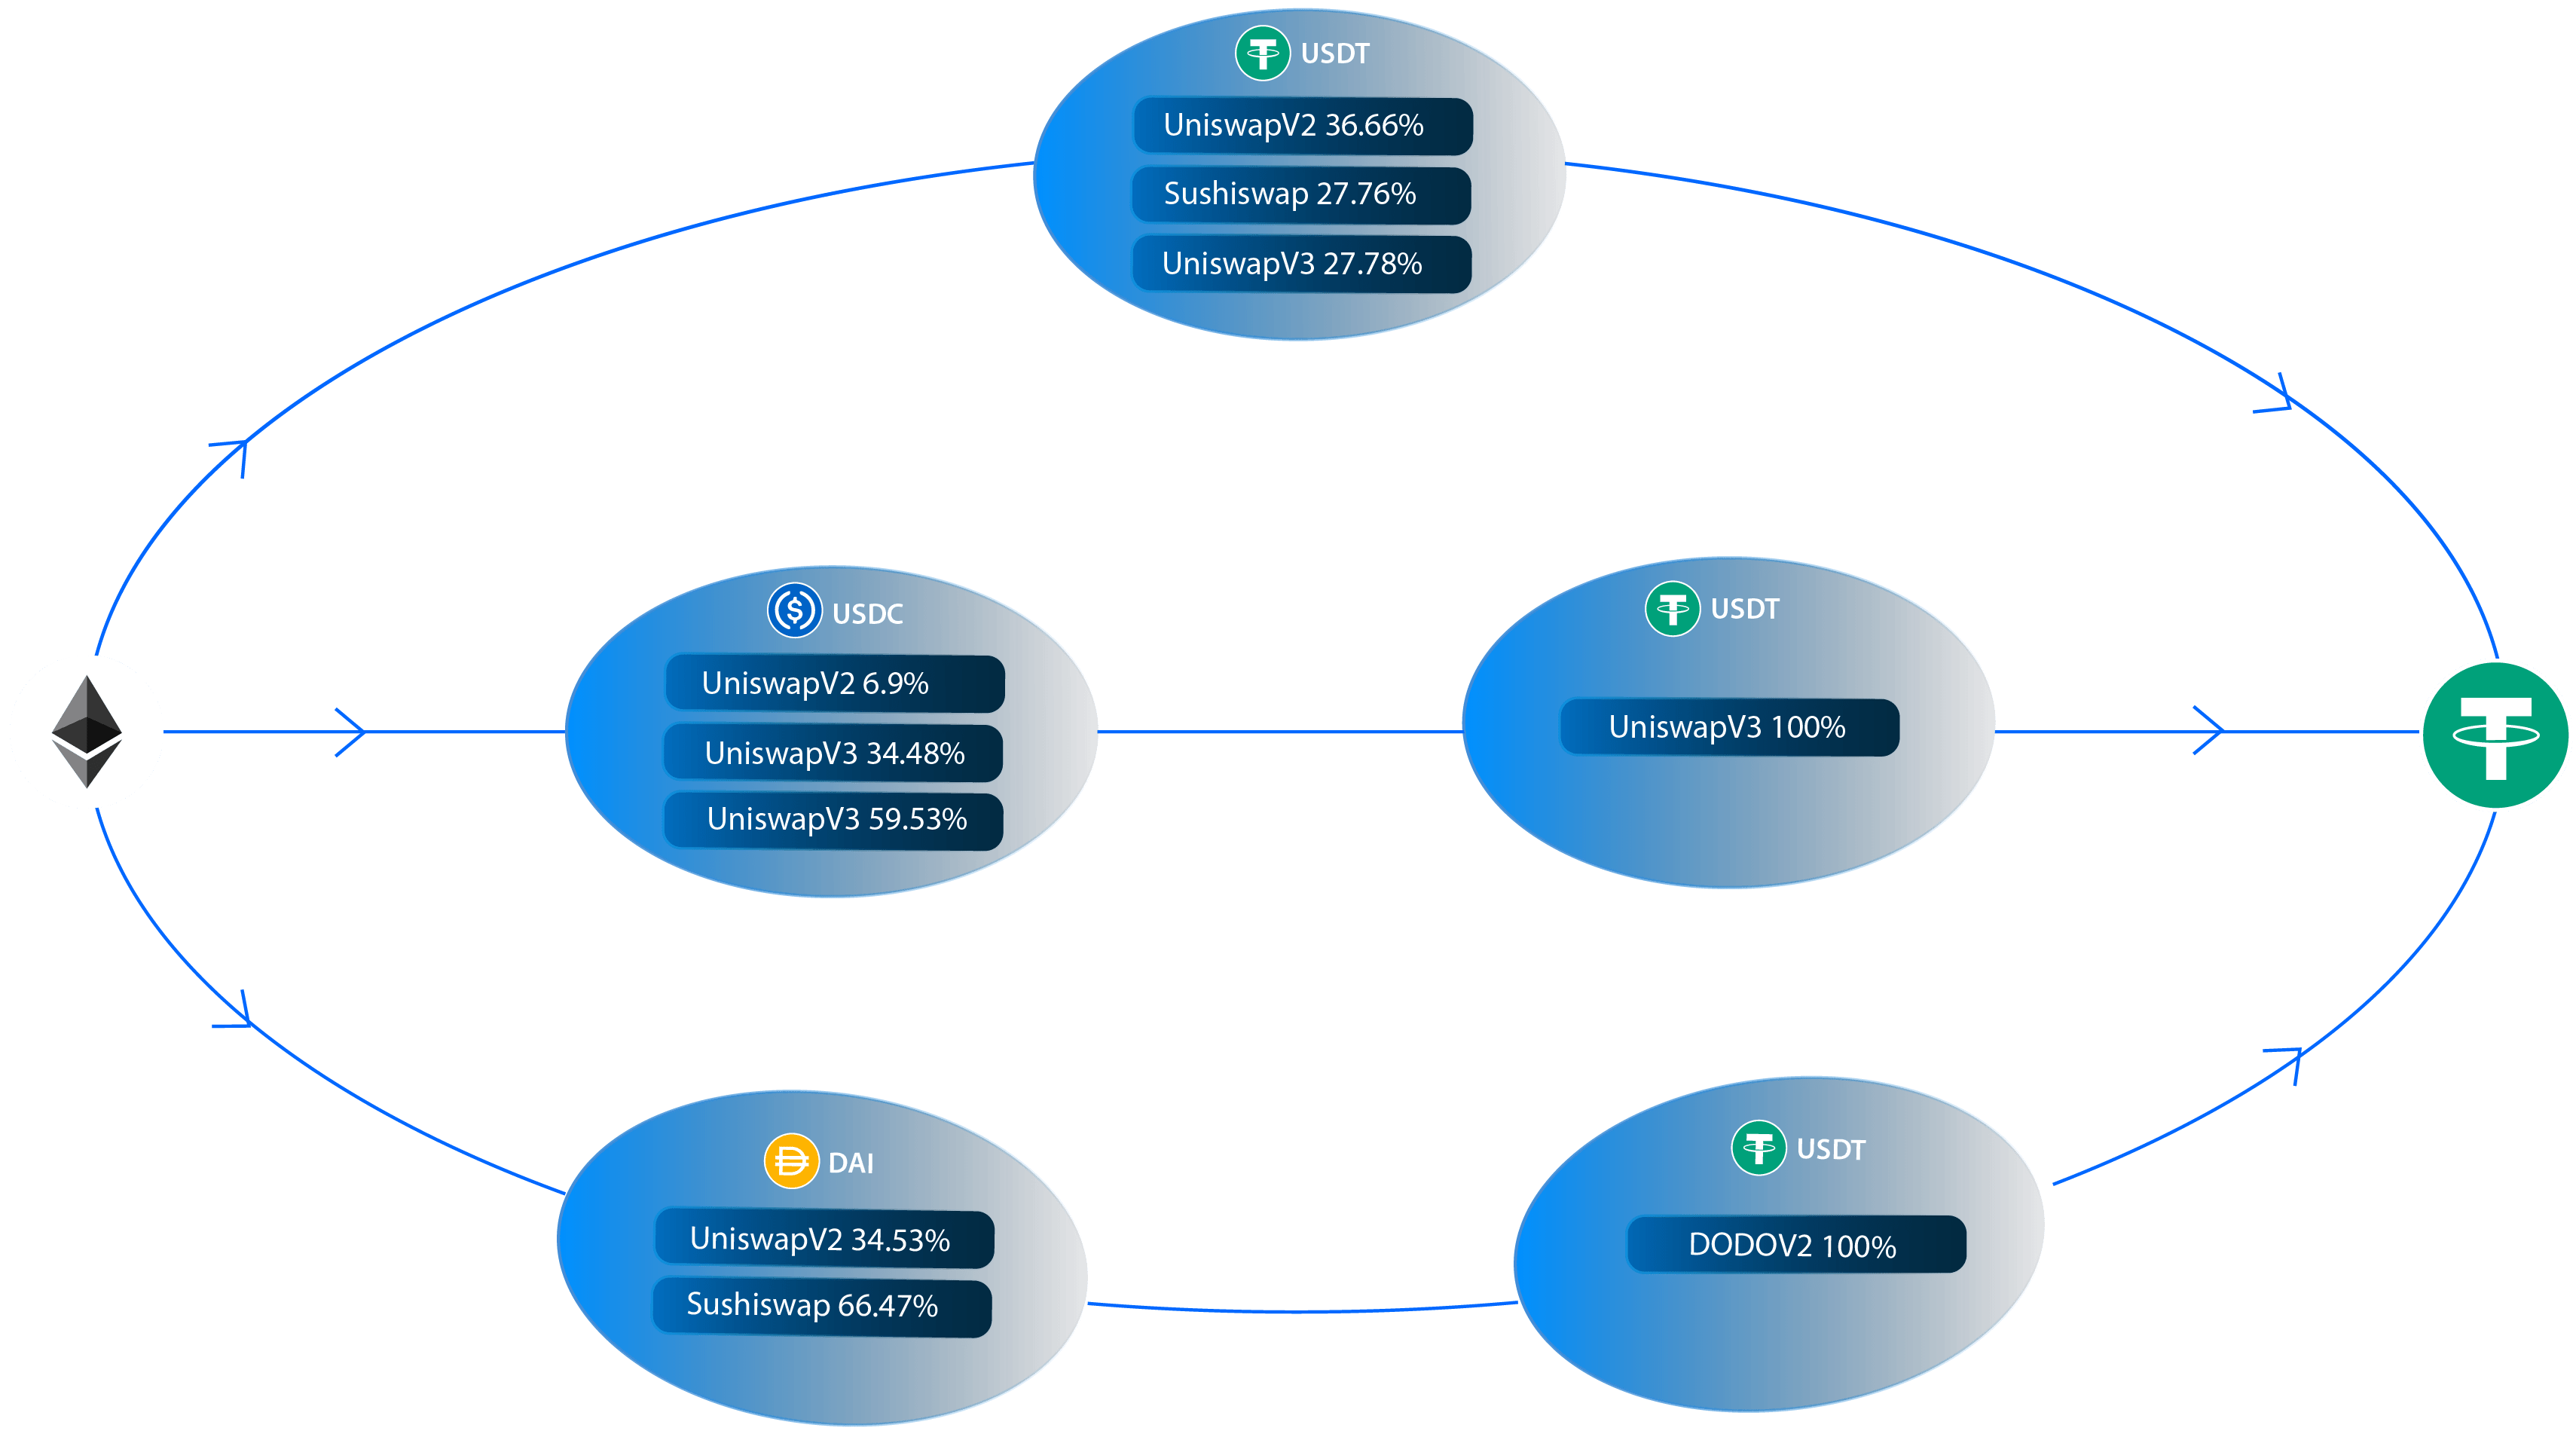 USDT
UniswapV2 36.66%
Sushiswap 27.76%
UniswapV3 27.78%
USDC
UniswapV2 6.9%
UniswapV3 34.48%
UniswapV3 59.53%
USDT
UniswapV3 100%
DAI
UniswapV2 34.53%
Sushiswap 66.47%
USDT
DODOV2 100%